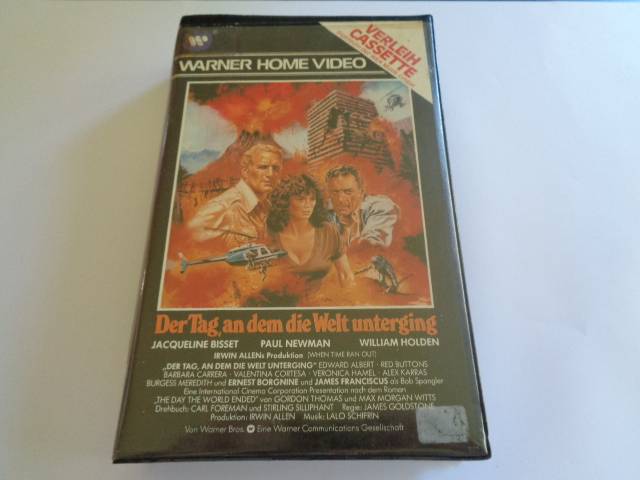 VERLEIH
CASSETTE
WARNER HOME VIDEO
Der Tag, an dem die Welt unterging
JACQUELINE BISSET PAUL NEWMAN WILLIAM HOLDEN
IRWIN ALLENs Produktion (WHEN TIME RAN OUT)
„DER TAG, AN DEM DIE WELT UNTERGING" EDWARD ALBERT · RED BUTTONS
BARBARA CARRERA · VALENTINA CORTESA · VERONICA HAMEL · ALEX KARRAS
BURGESS MEREDITH und ERNEST BORGNINE und JAMES FRANCISCUS als Bob Spangler
Eine International Cinema Corporation Presentation nach dem Roman
„THE DAY THE WORLD ENDED" von GORDON THOMAS und MAX MORGAN WITTS
Drehbuch: CARL FOREMAN und STIRLING SILLIPHANT Regie: JAMES GOLDSTONE
Produktion: IRWIN ALLEN Musik: LALO SCHIFRIN
Von Warner Bros. Eine Warner Communications Gesellschaft